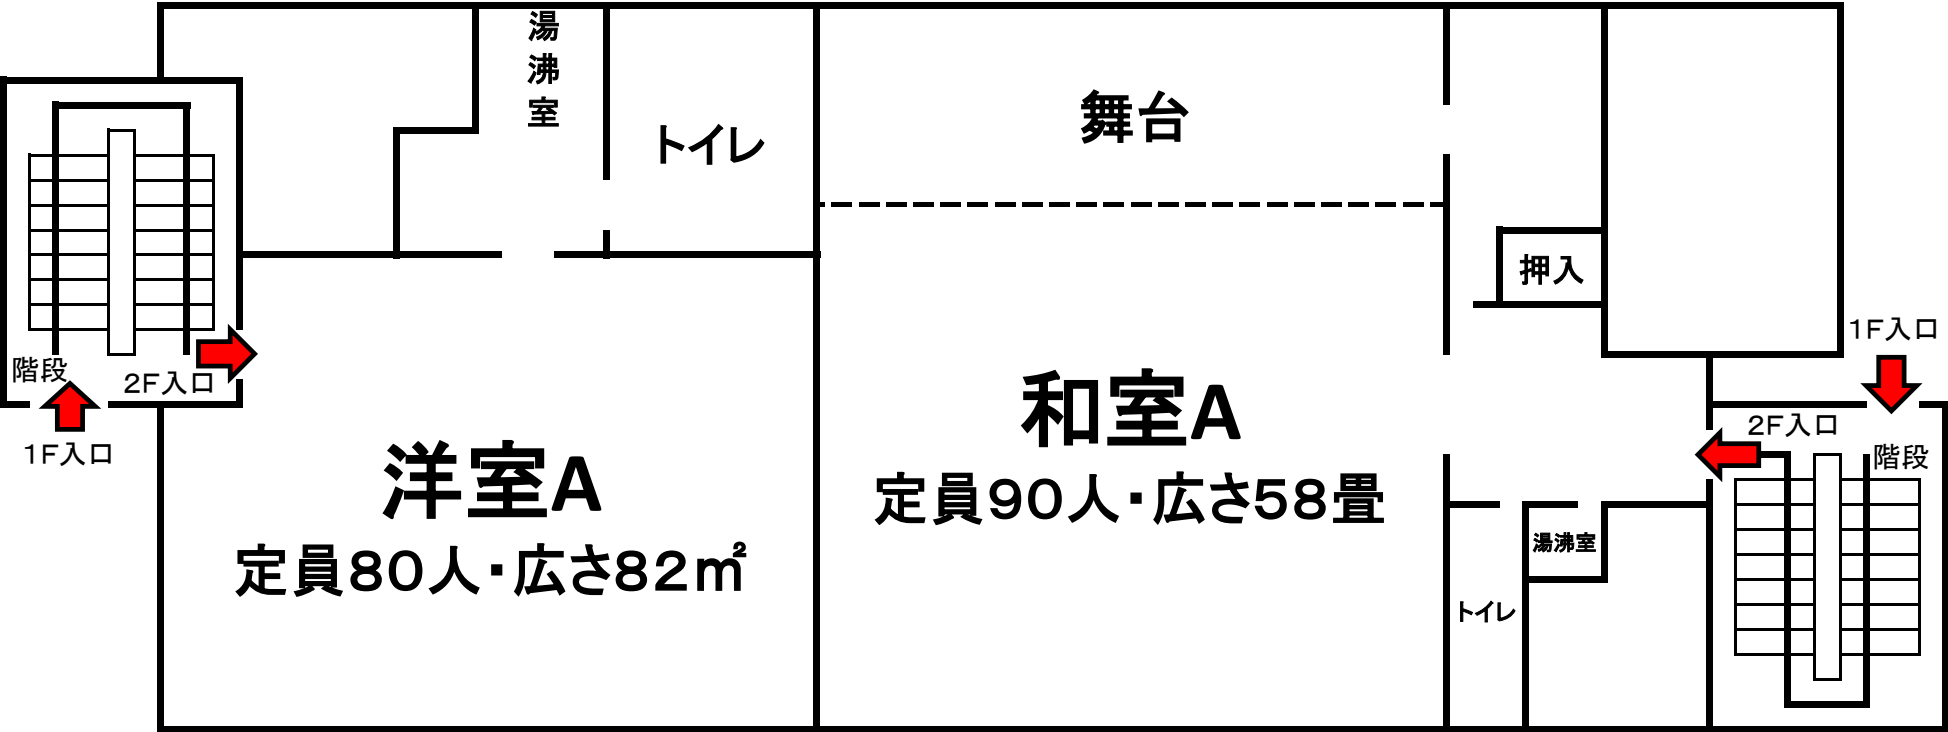 湯沸室
トイレ
舞台
押入
階段
2F入口
1F入口
洋室A
定員80人・広さ82㎡
和室A
定員90人・広さ58畳
1F入口
2F入口
階段
湯沸室
トイレ